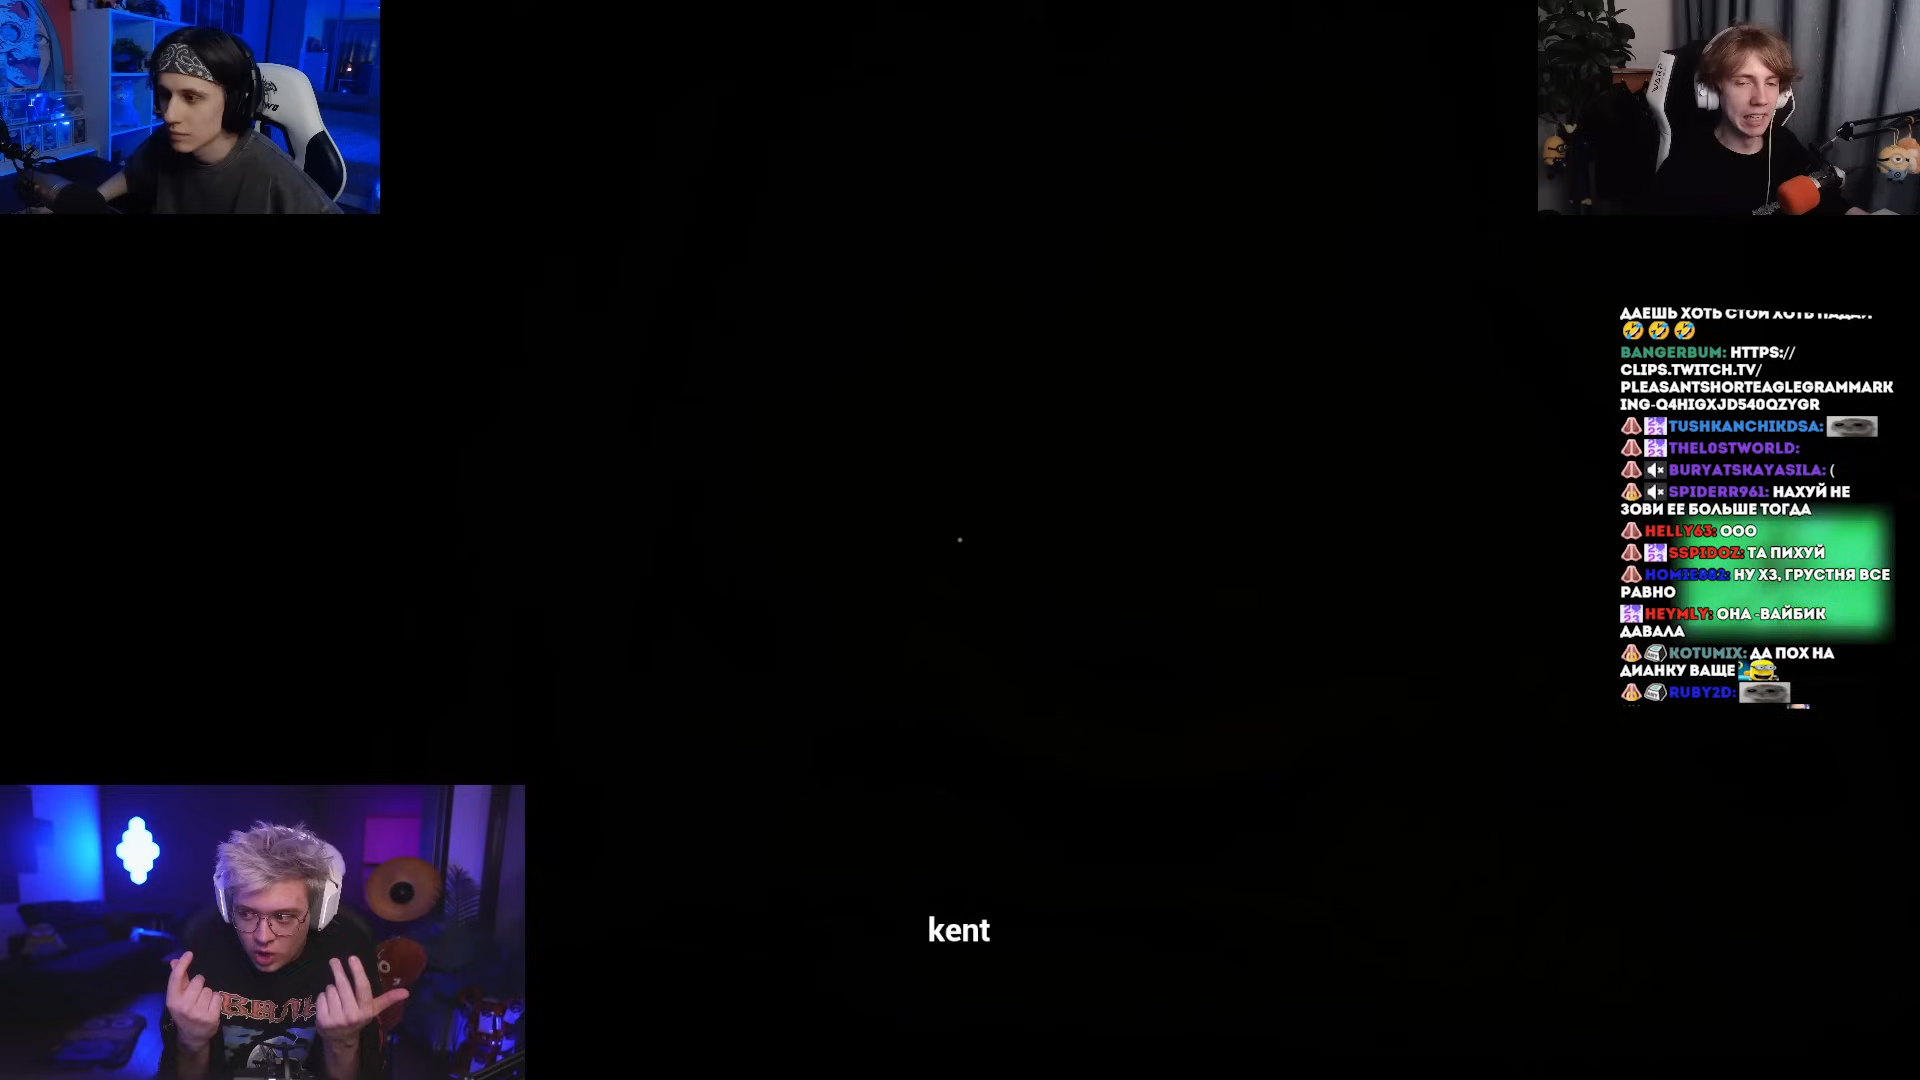 WARP
ДАЕШЬ ХОТЬ СТОЙ ХОТЬ ПАДАЙ
BANGERBUM: HTTPS://
CLIPS.TWITCH.TV/
PLEASANTSHORTEAGLEGRAMMARK
ING-Q4HIGXJD540QZYGR
TUSHKANCHIKDSA:
THEL0STWORLD:
BURYATSKAYASILA: (
SPIDERR961: НАХУЙ НЕ
ЗОВИ ЕЕ БОЛЬШЕ ТОГДА
HELLY63: ООО
SSPIDOZ: ТА ПИХУЙ
HOMIE882: НУ ХЗ, ГРУСТНЯ ВСЕ
РАВНО
HEYMLY: ОНА -ВАЙБИК
ДАВАЛА
KOTUMIX: ДА ПОХ НА
ДИАНКУ ВАЩЕ
RUBY2D:
kent